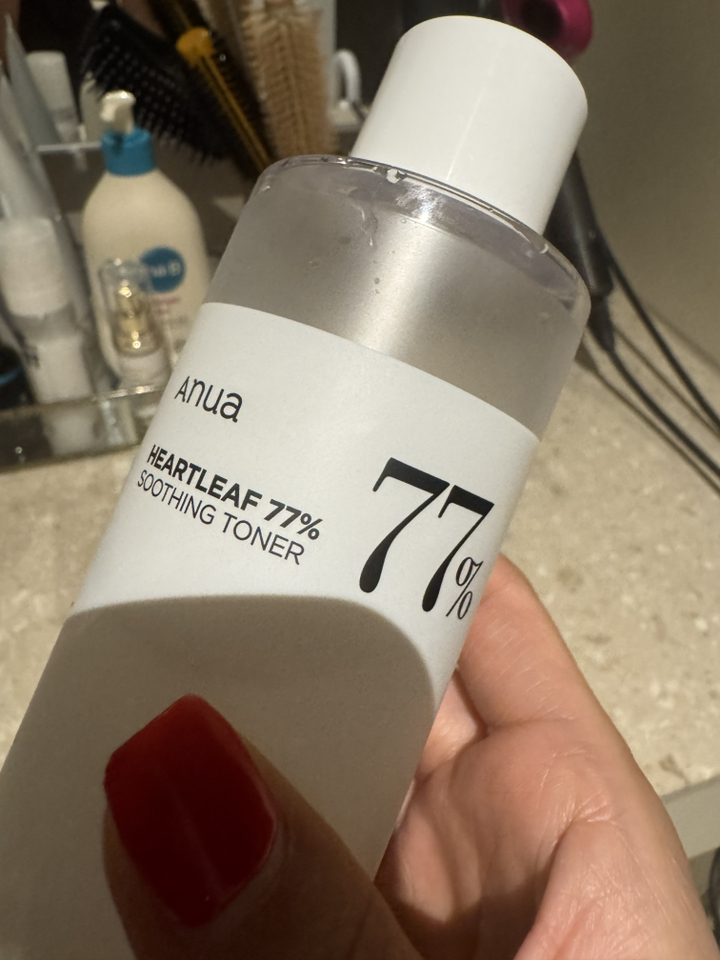 Anua
HEARTLEAF 77%
SOOTHING TONER
77%